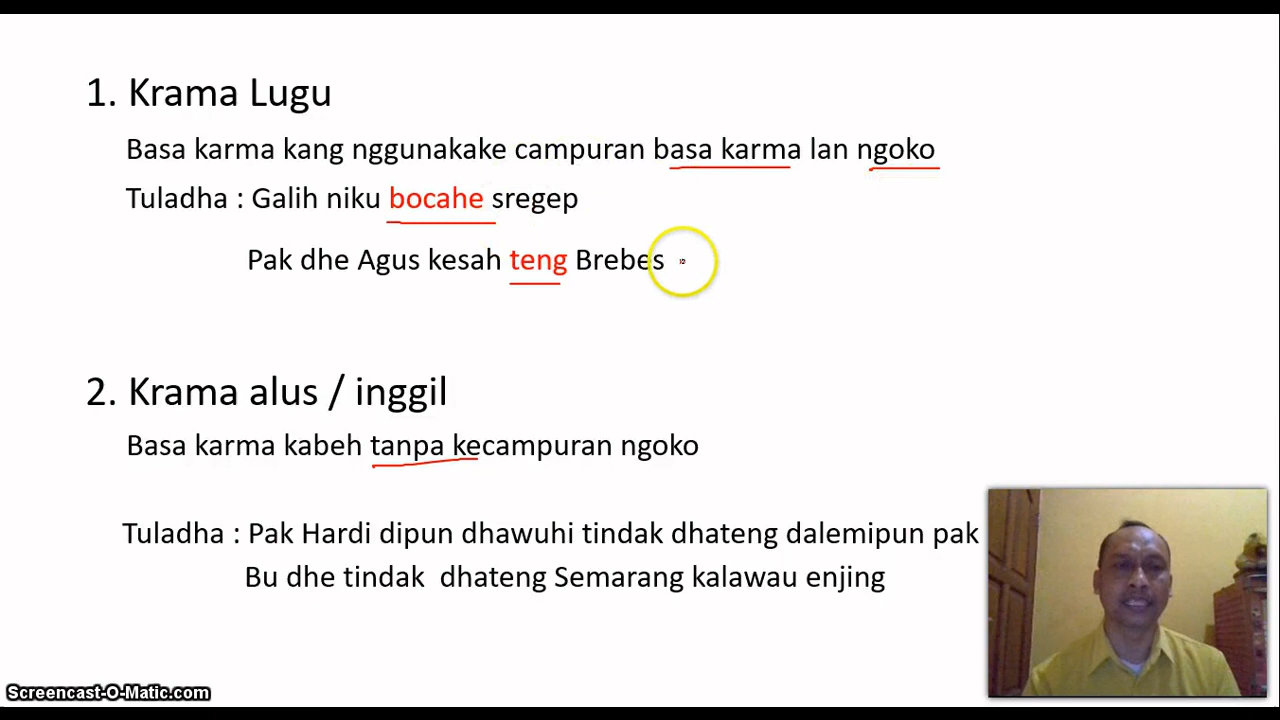 1. Krama Lugu
Basa karma kang nggunakake campuran basa karma lan ngoko
Tuladha : Galih niku bocahe sregep
Pak dhe Agus kesah teng Brebes
2. Krama alus / inggil
Basa karma kabeh tanpa kecampuran ngoko
Tuladha : Pak Hardi dipun dhawuhi tindak dhateng dalemipun pak
Bu dhe tindak dhateng Semarang kalawau enjing
Screencast-O-Matic.com